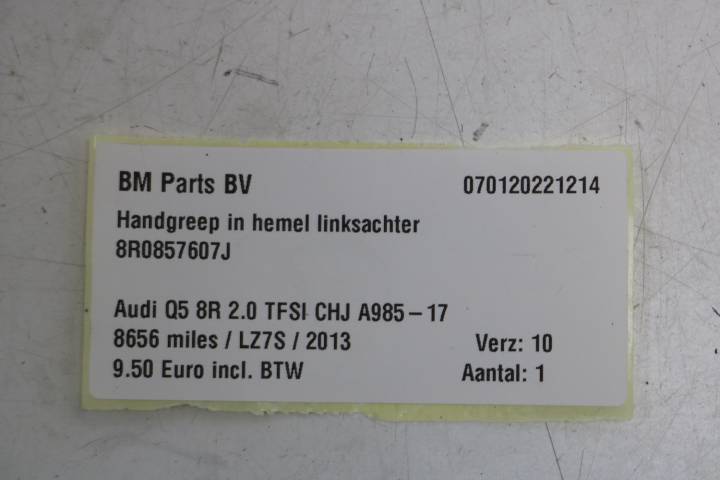 BM Parts BV 070120221214
Handgreep in hemel linksachter
8R0857607J
Audi Q5 8R 2.0 TFSI CHJ A985-17
8656 miles / LZ7S / 2013 Verz: 10
9.50 Euro incl. BTW Aantal: 1